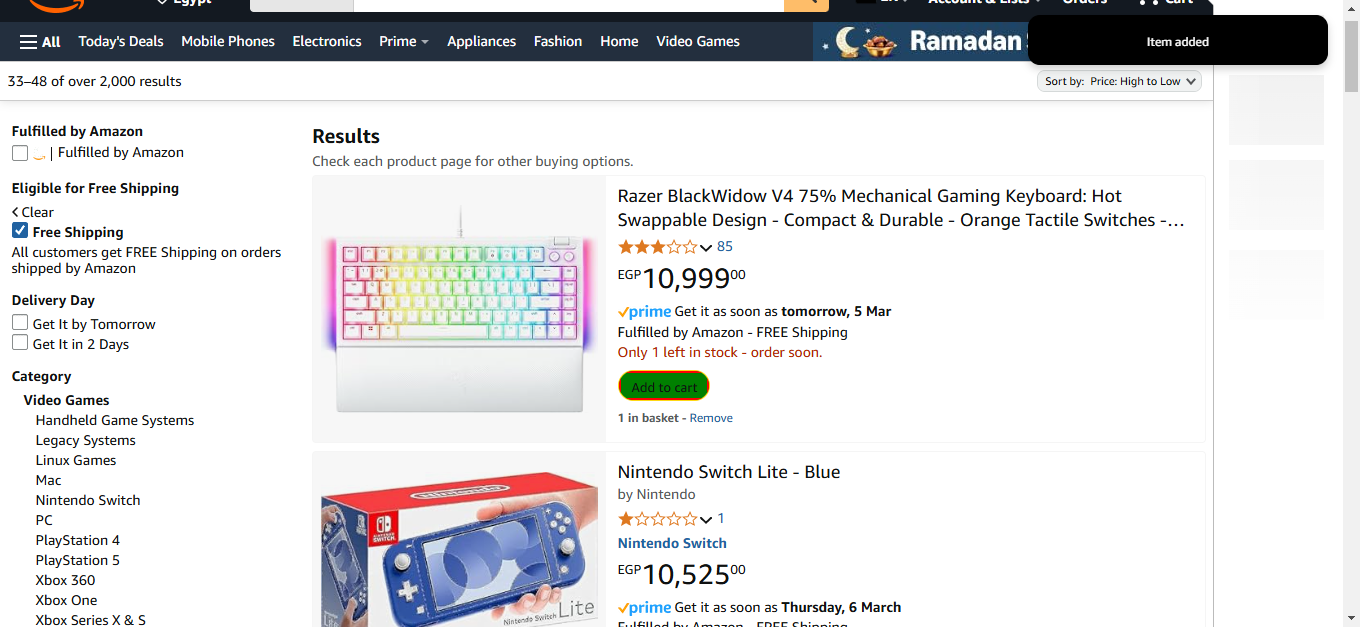 Egypt
EN
Account & Lists
Orders
Cart
All
Today's Deals
Mobile Phones
Electronics
Prime
Appliances
Fashion
Home
Video Games
Ramadan
Item added
33–48 of over 2,000 results
Sort by: Price: High to Low
Fulfilled by Amazon
| Fulfilled by Amazon
Eligible for Free Shipping
Clear
Free Shipping
All customers get FREE Shipping on orders
shipped by Amazon
Delivery Day
Get It by Tomorrow
Get It in 2 Days
Category
Video Games
Handheld Game Systems
Legacy Systems
Linux Games
Mac
Nintendo Switch
PC
PlayStation 4
PlayStation 5
Xbox 360
Xbox One
Xbox Series X & S
Results
Check each product page for other buying options.
Razer BlackWidow V4 75% Mechanical Gaming Keyboard: Hot
Swappable Design - Compact & Durable - Orange Tactile Switches -…
85
EGP10,99900
prime Get it as soon as tomorrow, 5 Mar
Fulfilled by Amazon - FREE Shipping
Only 1 left in stock - order soon.
Add to cart
1 in basket - Remove
Nintendo Switch Lite - Blue
by Nintendo
1
Nintendo Switch
EGP10,52500
prime Get it as soon as Thursday, 6 March
Fulfilled by Amazon - FREE Shipping
NINTENDO
SWITCH
Nintendo Switch Lite